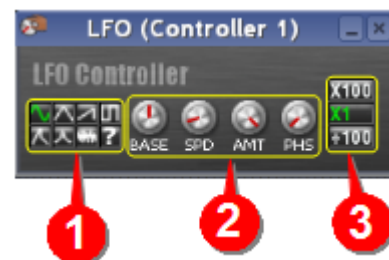 LFO (Controller 1)
LFO Controller
X100
X1
÷100
?
BASE SPD AMT PHS
1
2
3